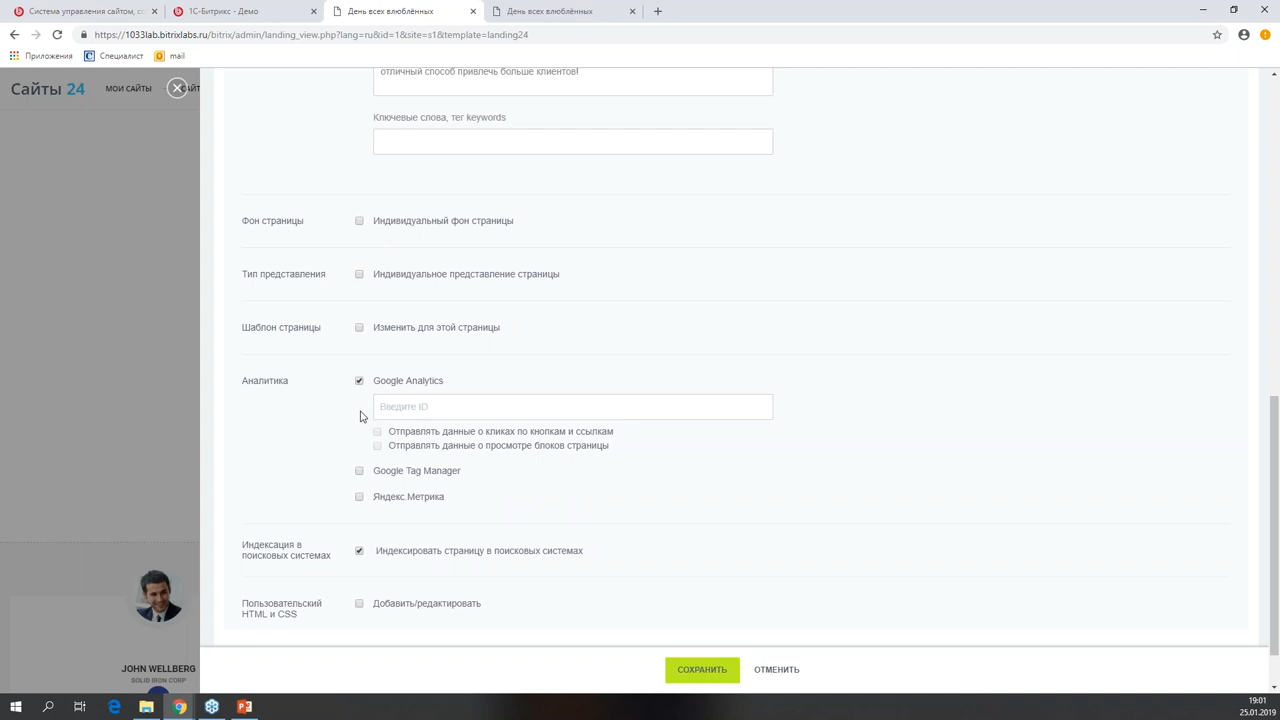 Система управления сайтом, со
1С-Битрикс - Демо
День всех влюблённых
День всех влюблённых
https://1033lab.bitrixlabs.ru/bitrix/admin/landing_view.php?lang=ru&id=1&site=s1&template=landing24
Приложения
Специалист
mail
Сайты 24
МОИ САЙТЫ
САЙТ
отличный способ привлечь больше клиентов!
Ключевые слова, тег keywords
Фон страницы
Индивидуальный фон страницы
Тип представления
Индивидуальное представление страницы
Шаблон страницы
Изменить для этой страницы
Аналитика
Google Analytics
Введите ID
Отправлять данные о кликах по кнопкам и ссылкам
Отправлять данные о просмотре блоков страницы
Google Tag Manager
Яндекс.Метрика
Индексация в
поисковых системах
Индексировать страницу в поисковых системах
Пользовательский
HTML и CSS
Добавить/редактировать
JOHN WELLBERG
SOLID IRON CORP
СОХРАНИТЬ
ОТМЕНИТЬ
19:01
25.01.2019